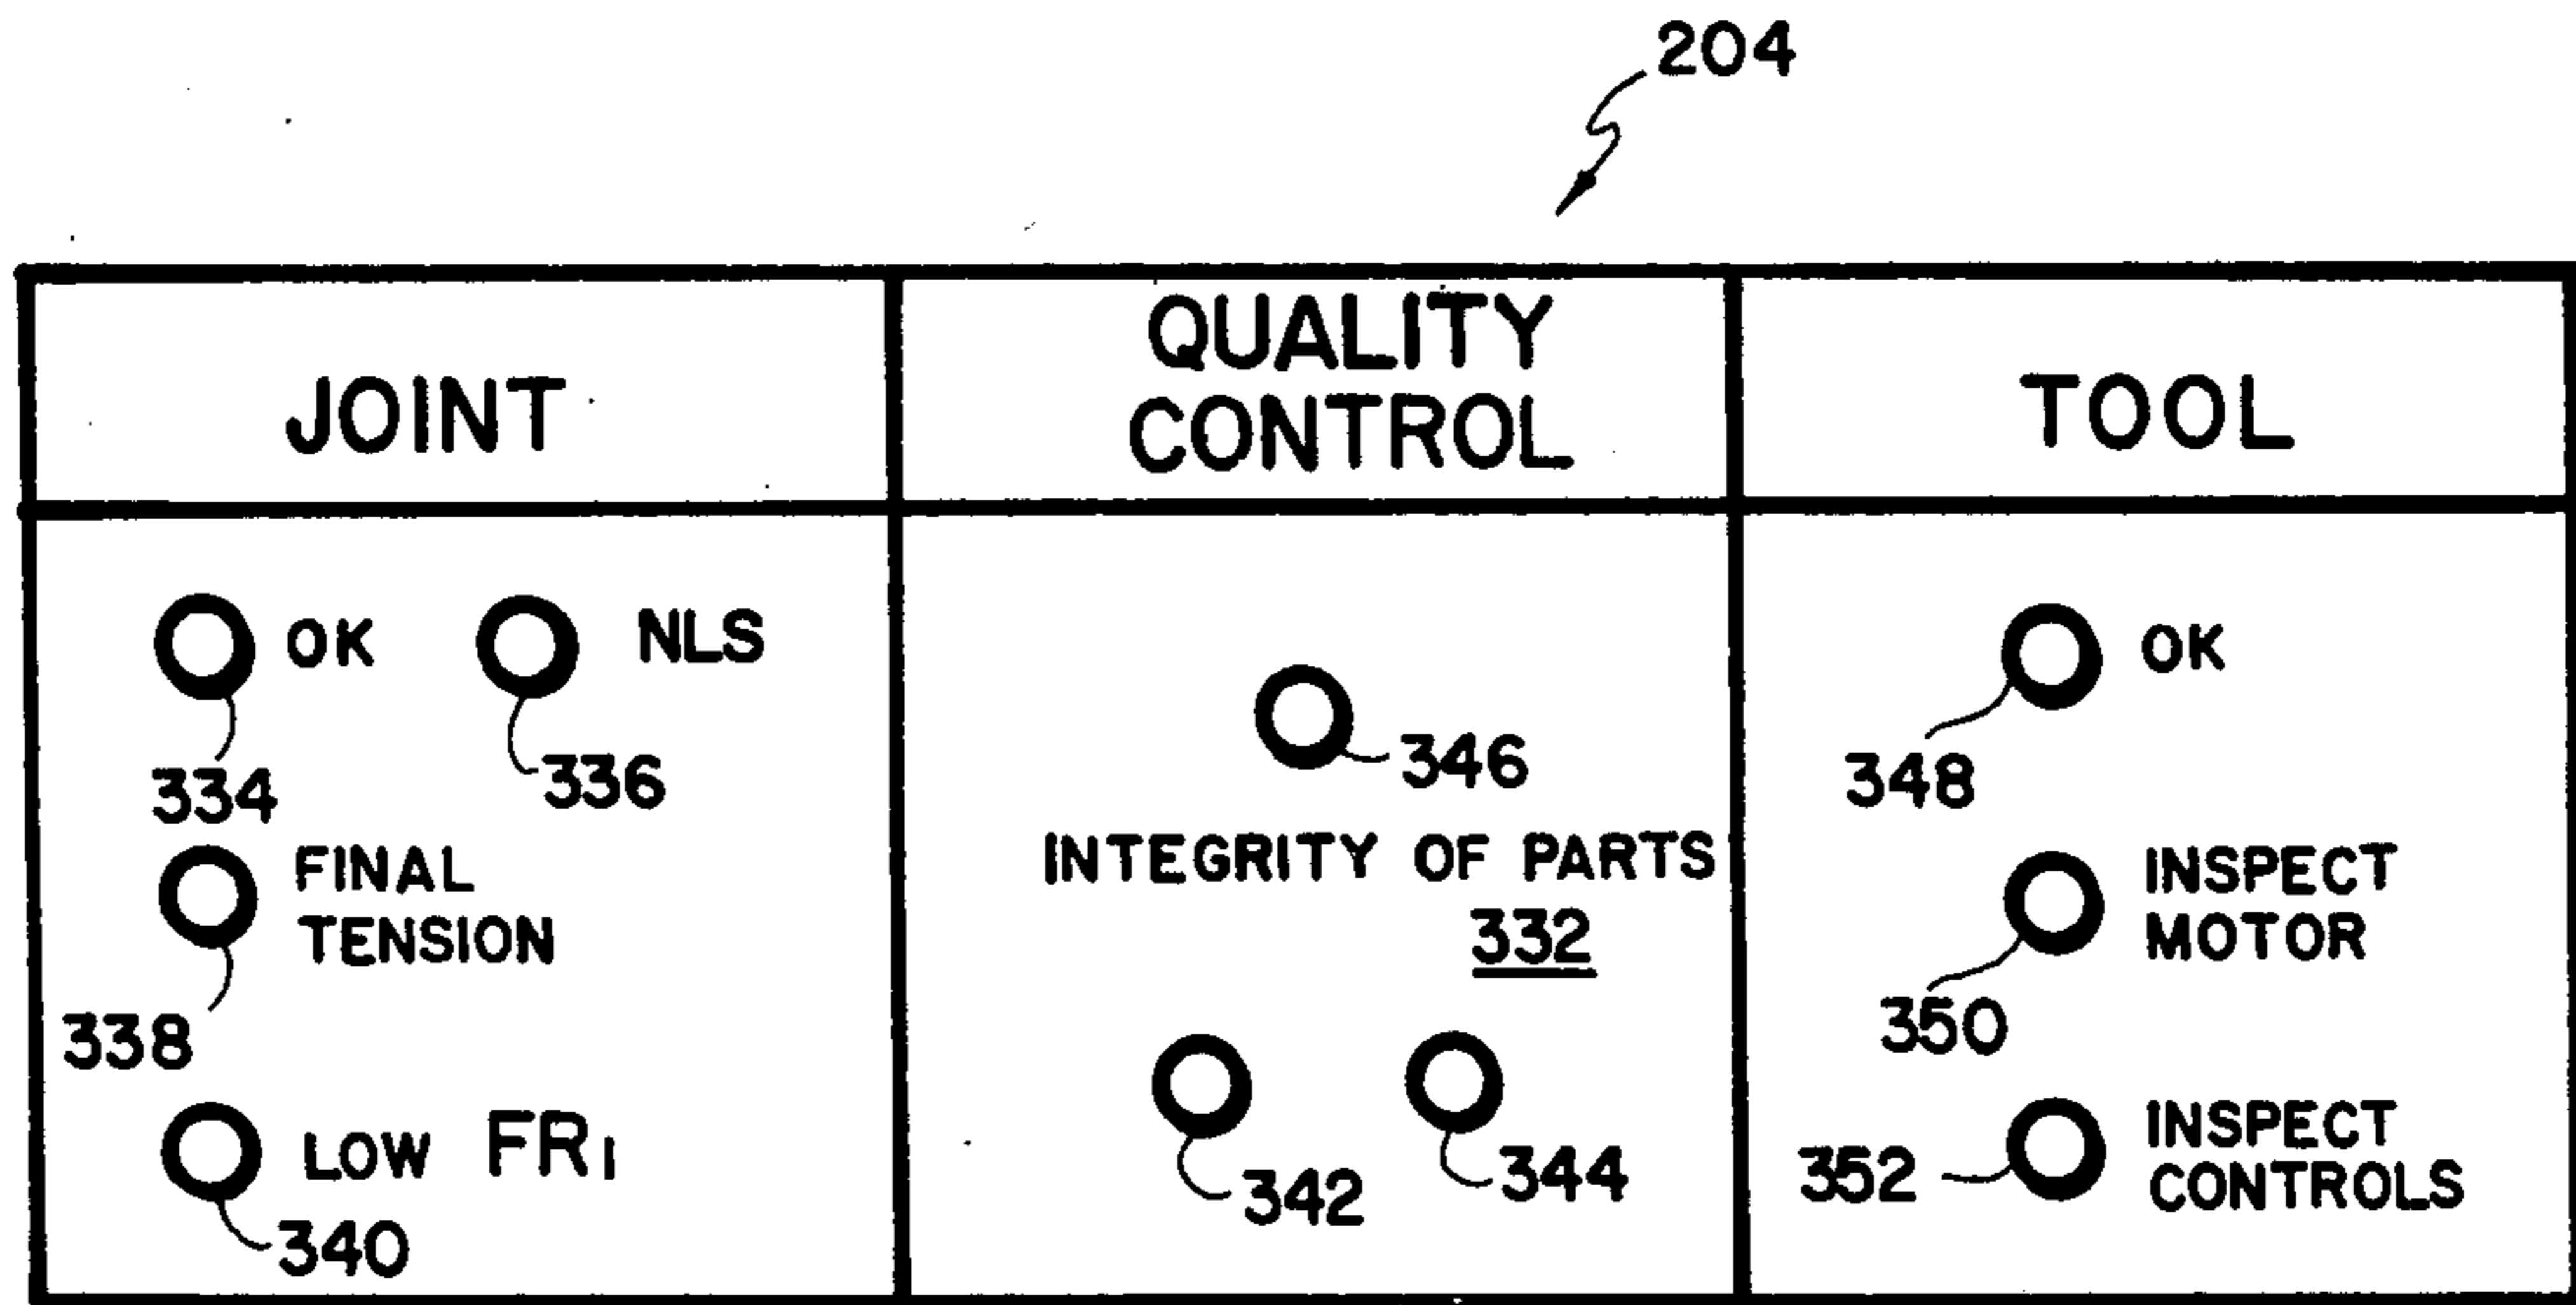 204
JOINT
QUALITY
CONTROL
TOOL
OK
NLS
334
336
FINAL
TENSION
338
LOW FR₁
340
346
INTEGRITY OF PARTS
332
342
344
OK
348
INSPECT
MOTOR
350
352
INSPECT
CONTROLS